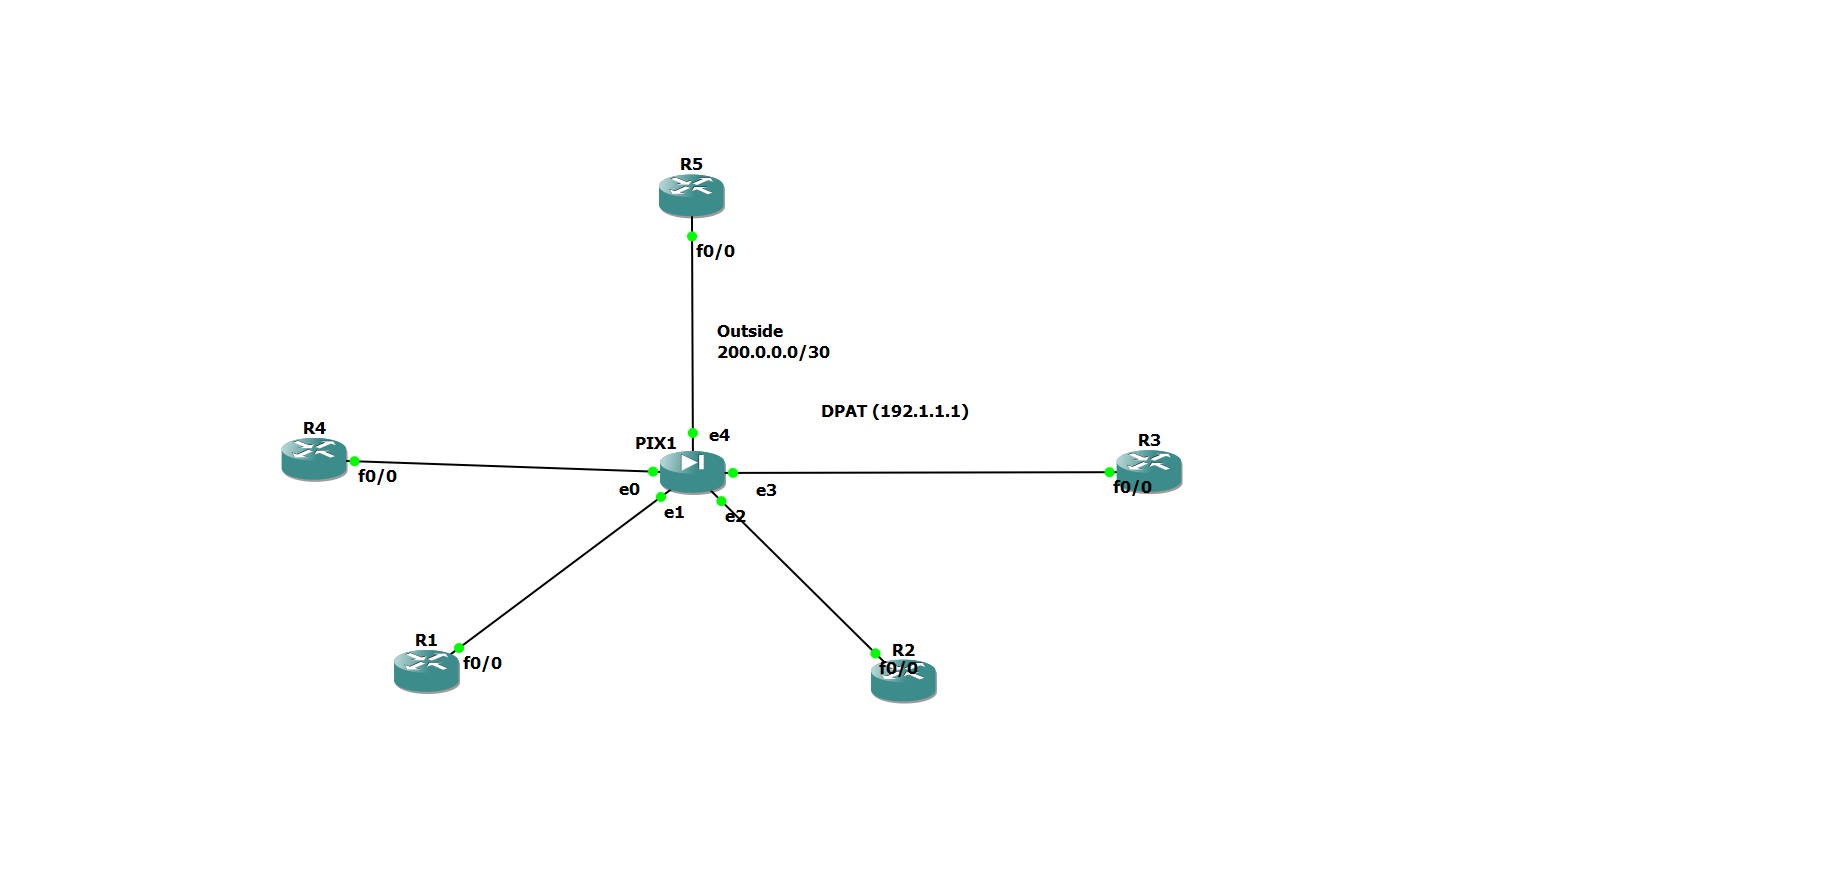 R5
f0/0
Outside
200.0.0.0/30
DPAT (192.1.1.1)
R4
f0/0
PIX1
e4
e0
e1
e2
e3
R3
f0/0
R1
f0/0
R2
f0/0